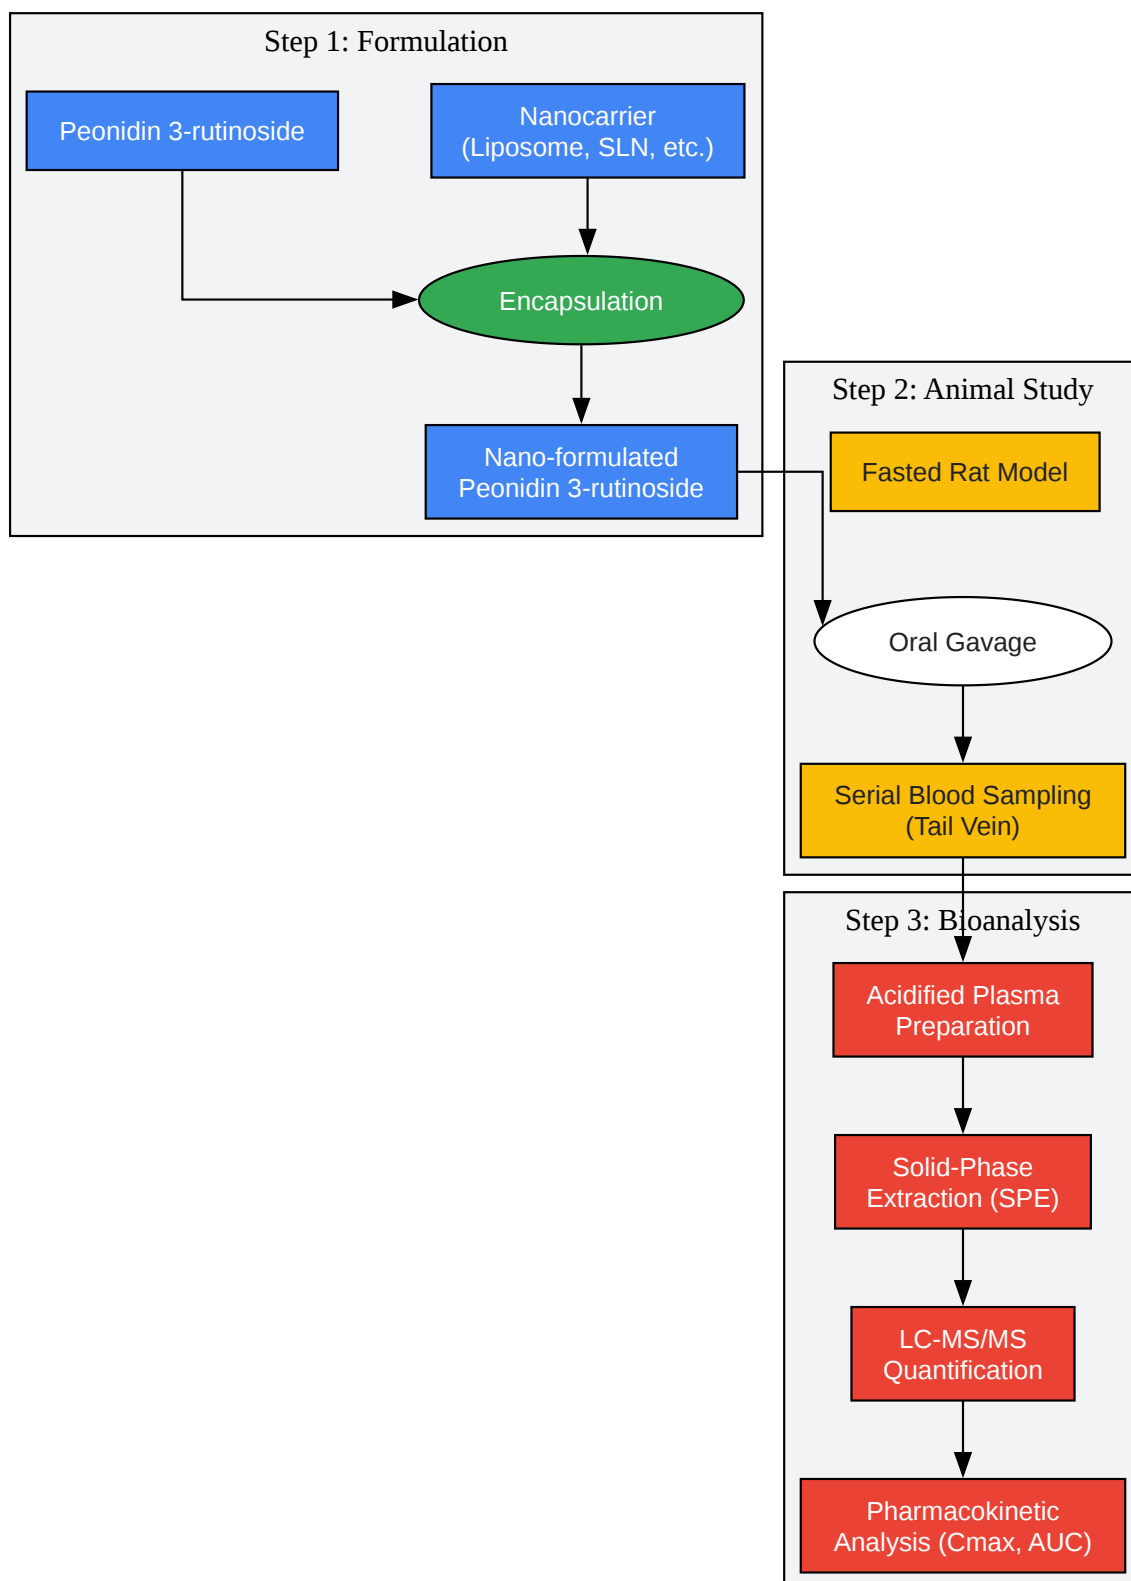 Step 1: Formulation
Peonidin 3-rutinoside
Nanocarrier
(Liposome, SLN, etc.)
Encapsulation
Nano-formulated
Peonidin 3-rutinoside
Step 2: Animal Study
Fasted Rat Model
Oral Gavage
Serial Blood Sampling
(Tail Vein)
Step 3: Bioanalysis
Acidified Plasma
Preparation
Solid-Phase
Extraction (SPE)
LC-MS/MS
Quantification
Pharmacokinetic
Analysis (Cmax, AUC)